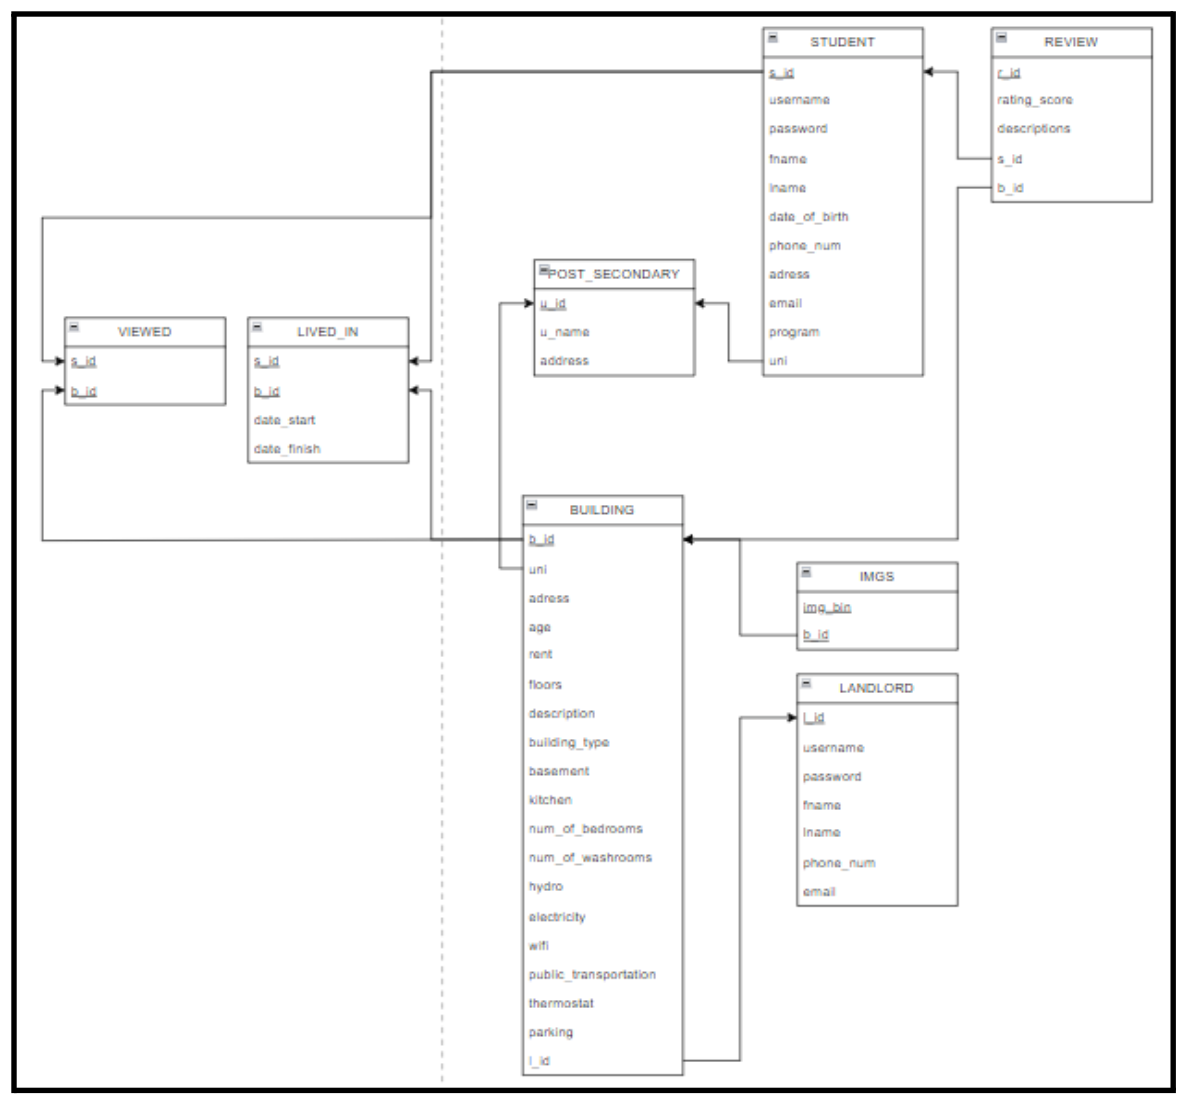 STUDENT
s_id
username
password
fname
lname
date_of_birth
phone_num
adress
email
program
uni
REVIEW
r_id
rating_score
descriptions
s_id
b_id
POST_SECONDARY
u_id
u_name
address
VIEWED
s_id
b_id
LIVED_IN
s_id
b_id
date_start
date_finish
BUILDING
b_id
uni
adress
age
rent
floors
description
building_type
basement
kitchen
num_of_bedrooms
num_of_washrooms
hydro
electricity
wifi
public_transportation
thermostat
parking
l_id
IMGS
img_bin
b_id
LANDLORD
l_id
username
password
fname
lname
phone_num
email